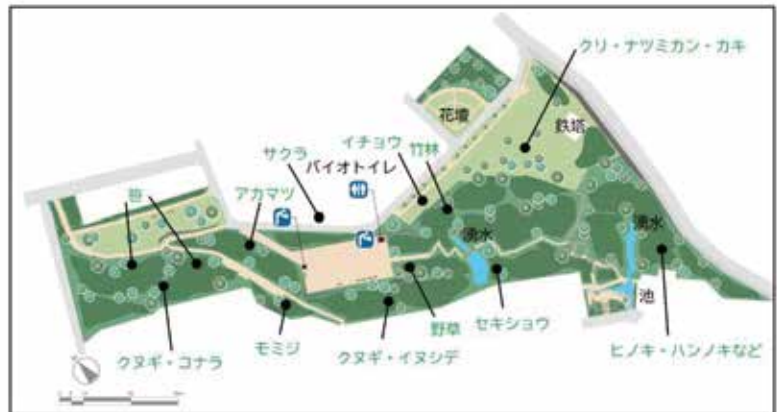 クリ・ナツミカン・カキ
花壇
鉄塔
イチョウ
竹林
サクラ
バイオトイレ
アカマツ
笹
湧水
湧水
池
野草
セキショウ
モミジ
クヌギ・コナラ
クヌギ・イヌシデ
ヒノキ・ハンノキなど